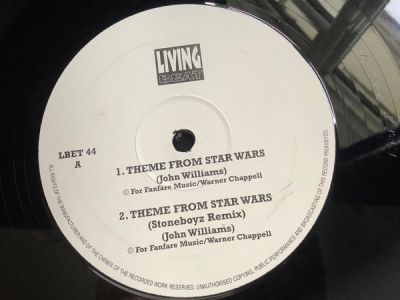 LIVING
BEAT
LBET 44
A
1. THEME FROM STAR WARS
(John Williams)
© For Fanfare Music/Warner Chappell
2. THEME FROM STAR WARS
(Stoneboyz Remix)
(John Williams)
© For Fanfare Music/Warner Chappell
ALL RIGHTS OF THE MANUFACTURER AND OF THE OWNER OF THE RECORDED WORK RESERVED. UNAUTHORISED COPYING, PUBLIC PERFORMANCE AND BROADCASTING OF THIS RECORD PROHIBITED.